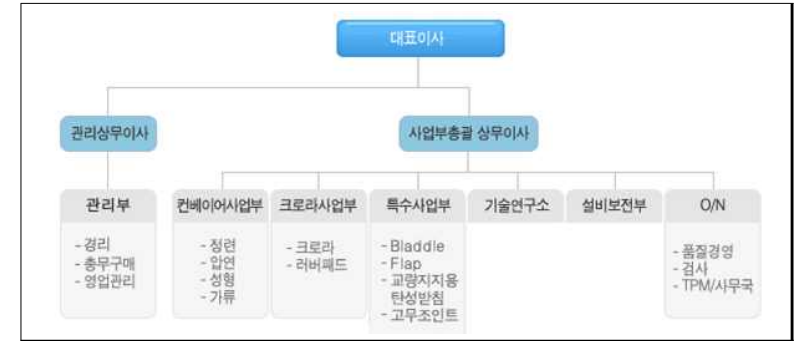 대표이사
관리상무이사
사업부총괄 상무이사
관리부
컨베이어사업부
크로라사업부
특수사업부
기술연구소
설비보전부
O/N
- 경리
- 총무구매
- 영업관리
- 정련
- 압연
- 성형
- 가류
- 크로라
- 러버패드
- Bladdle
- Flap
- 교량지지용
탄성받침
- 고무조인트
- 품질경영
- 검사
- TPM/사무국